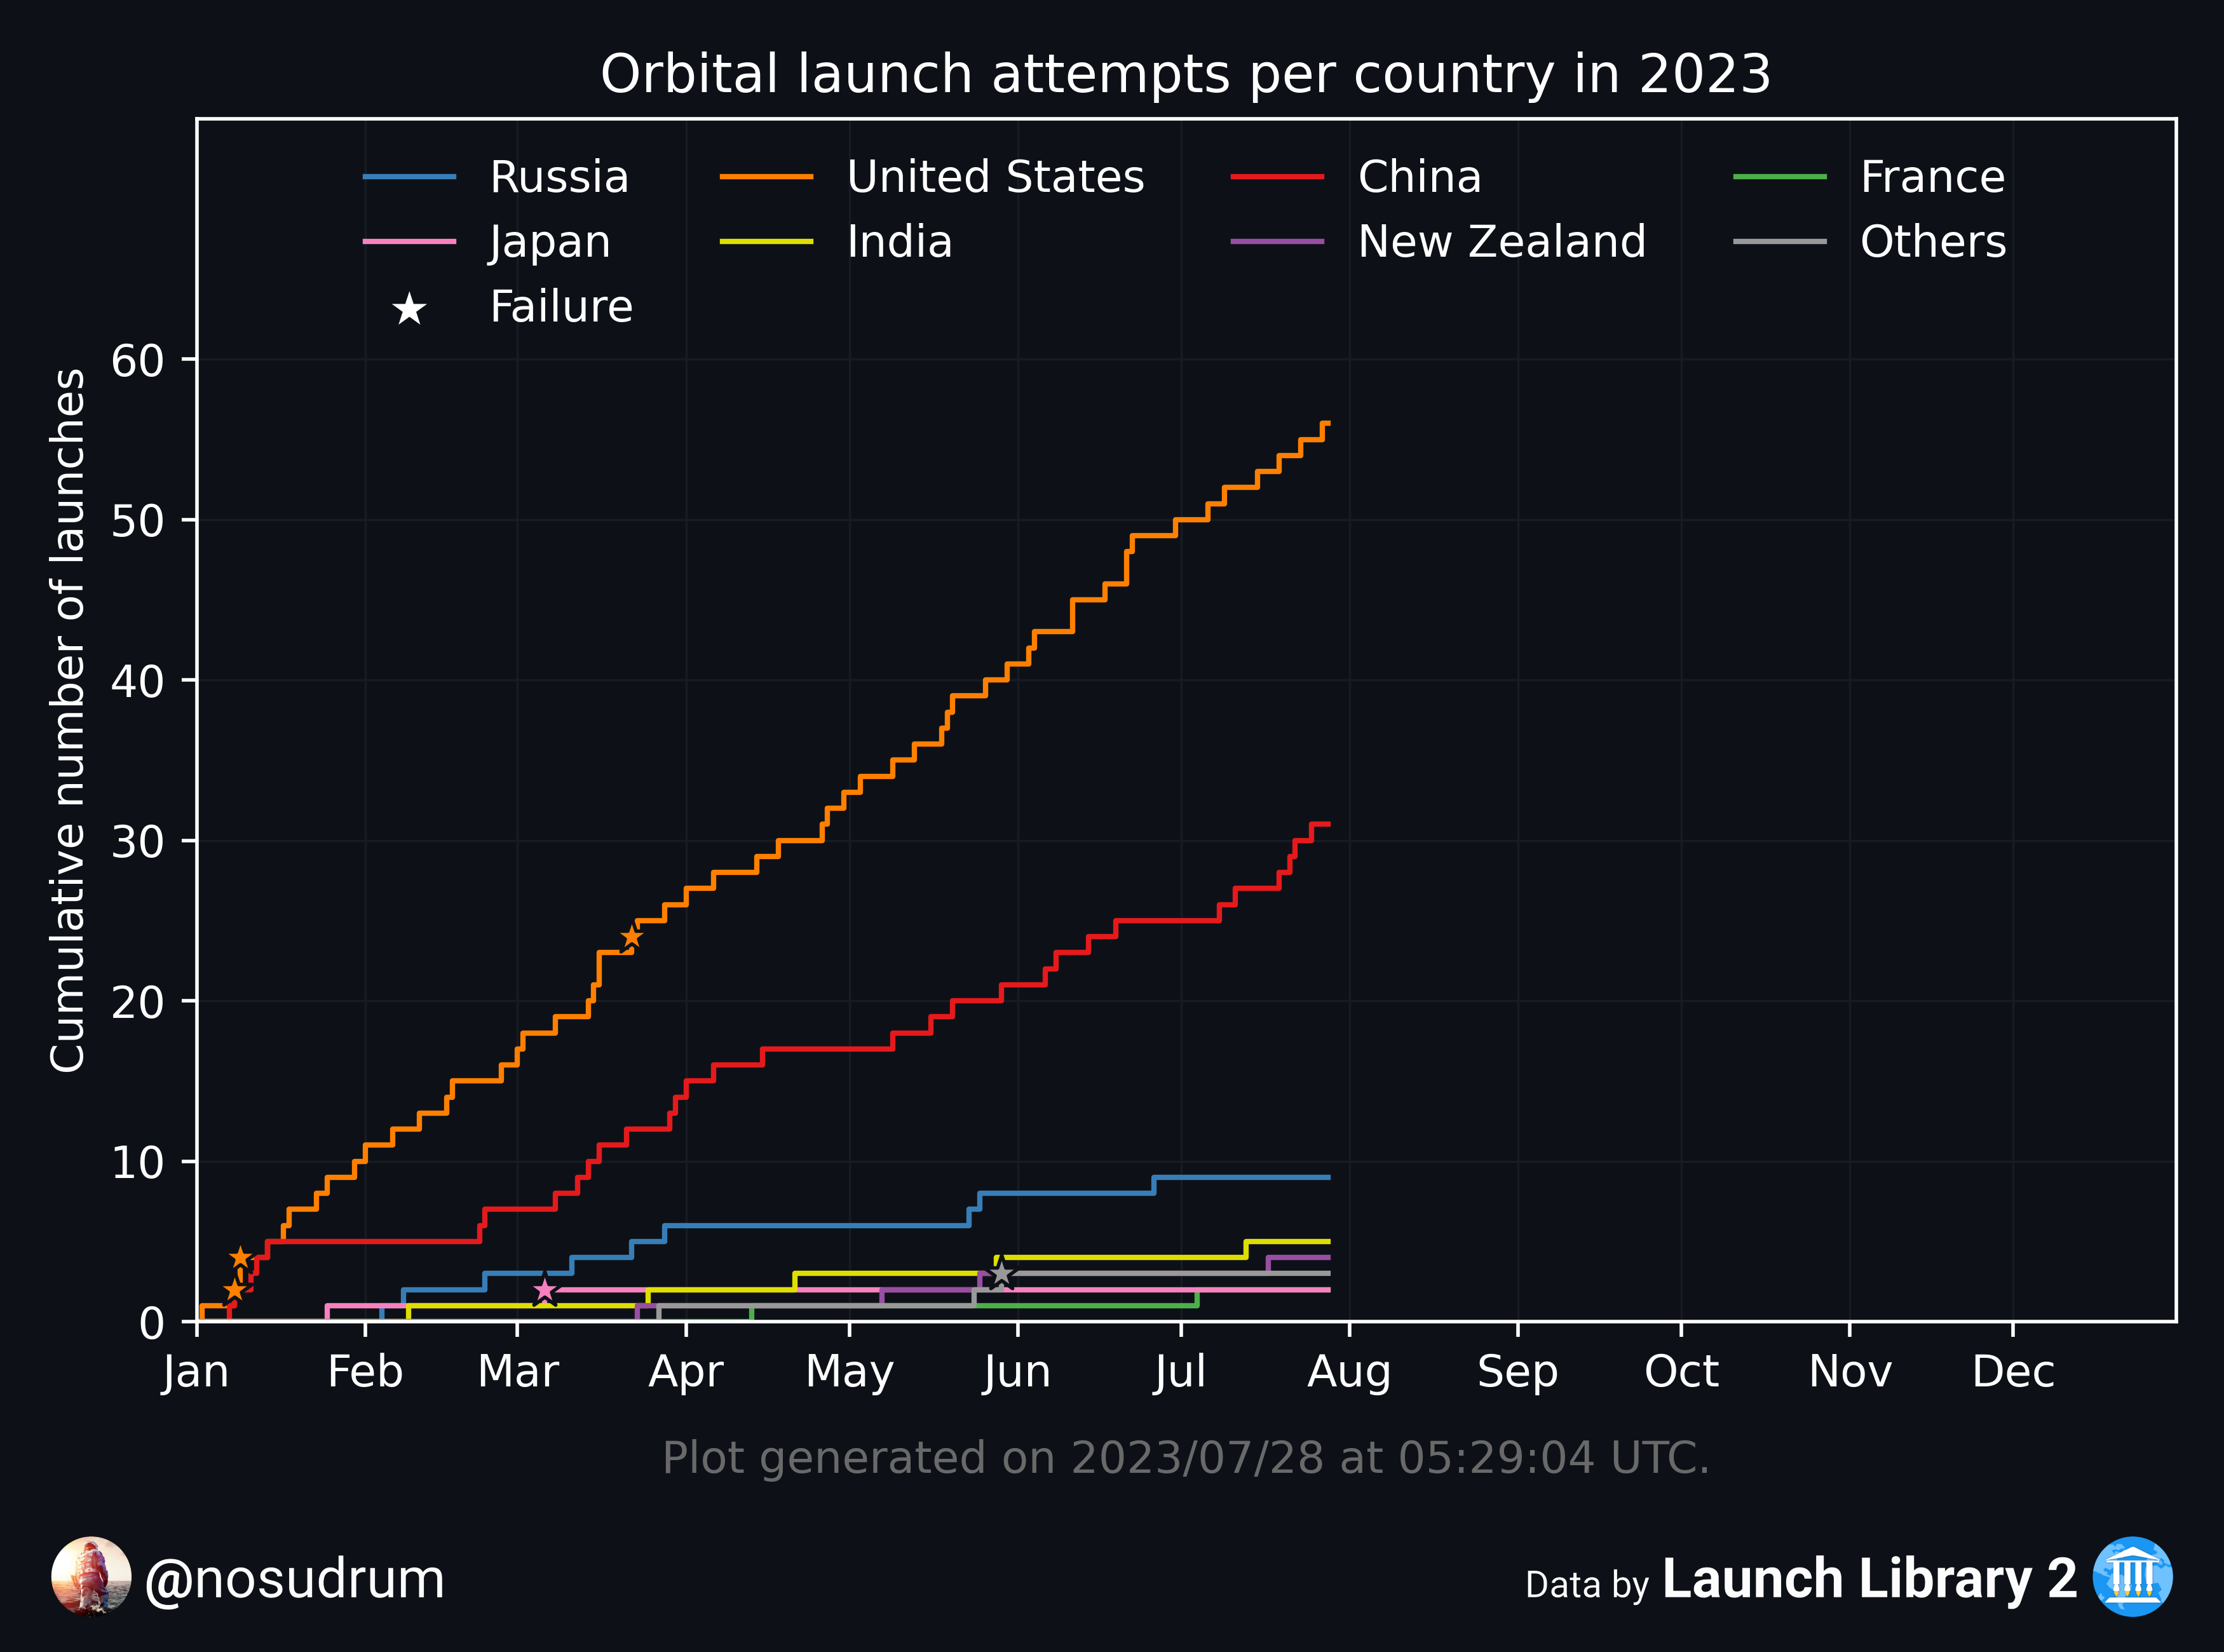 Orbital launch attempts per country in 2023
Russia United States China France
Japan India New Zealand Others
Failure
Cumulative number of launches
60
50
40
30
20
10
0
Jan Feb Mar Apr May Jun Jul Aug Sep Oct Nov Dec
Plot generated on 2023/07/28 at 05:29:04 UTC.
@nosudrum
Data by Launch Library 2